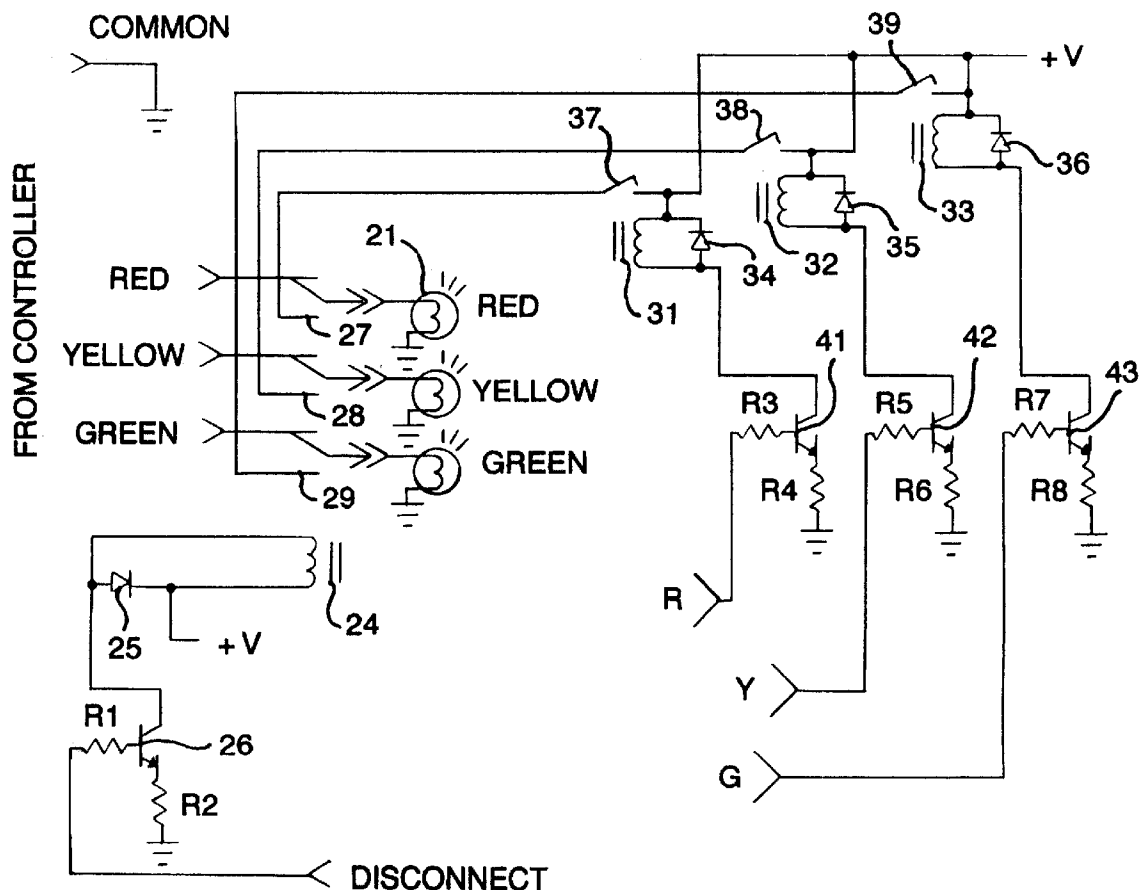 COMMON
39
+ V
37
38
36
33
FROM CONTROLLER
21
34
32
35
RED
RED
31
27
YELLOW
YELLOW
41
42
28
R3
R5
R7
43
GREEN
GREEN
29
R4
R6
R8
25
24
R
+ V
Y
R1
26
G
R2
DISCONNECT